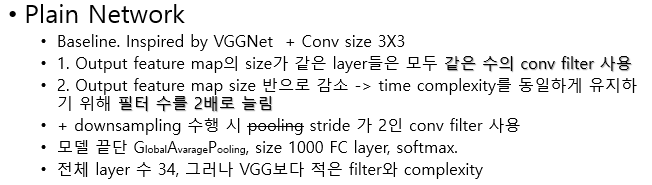 • Plain Network
• Baseline. Inspired by VGGNet + Conv size 3X3
• 1. Output feature map의 size가 같은 layer들은 모두 같은 수의 conv filter 사용
• 2. Output feature map size 반으로 감소 -> time complexity를 동일하게 유지하
기 위해 필터 수를 2배로 늘림
• + downsampling 수행 시 pooling stride 가 2인 conv filter 사용
• 모델 끝단 GlobalAvaragePooling, size 1000 FC layer, softmax.
• 전체 layer 수 34, 그러나 VGG보다 적은 filter와 complexity